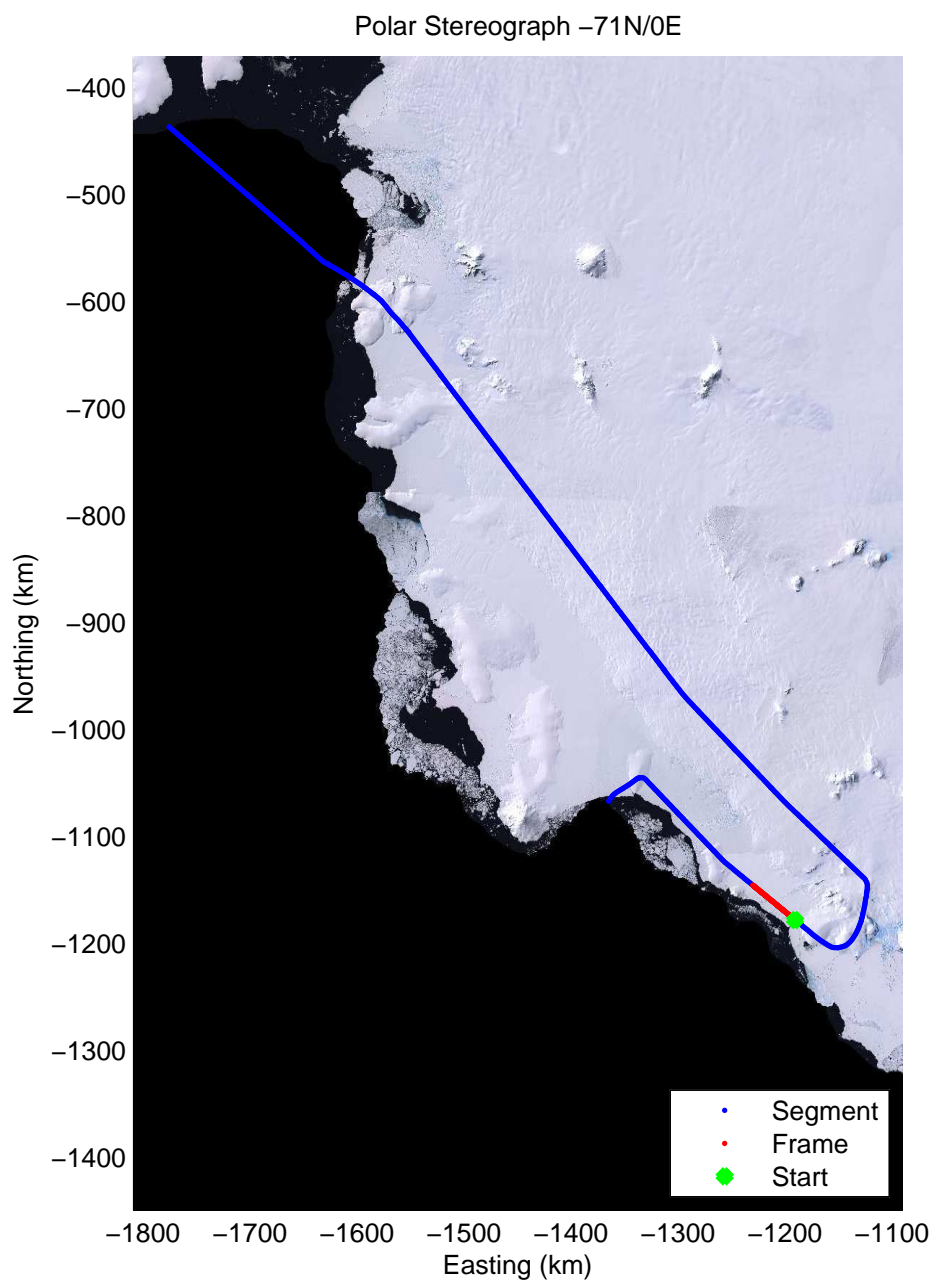 Polar Stereograph −71N/0E
−400
−500
−600
−700
−800
−900
−1000
−1100
−1200
−1300
−1400
Northing (km)
−1800 −1700 −1600 −1500 −1400 −1300 −1200 −1100
Easting (km)
Segment
Frame
Start